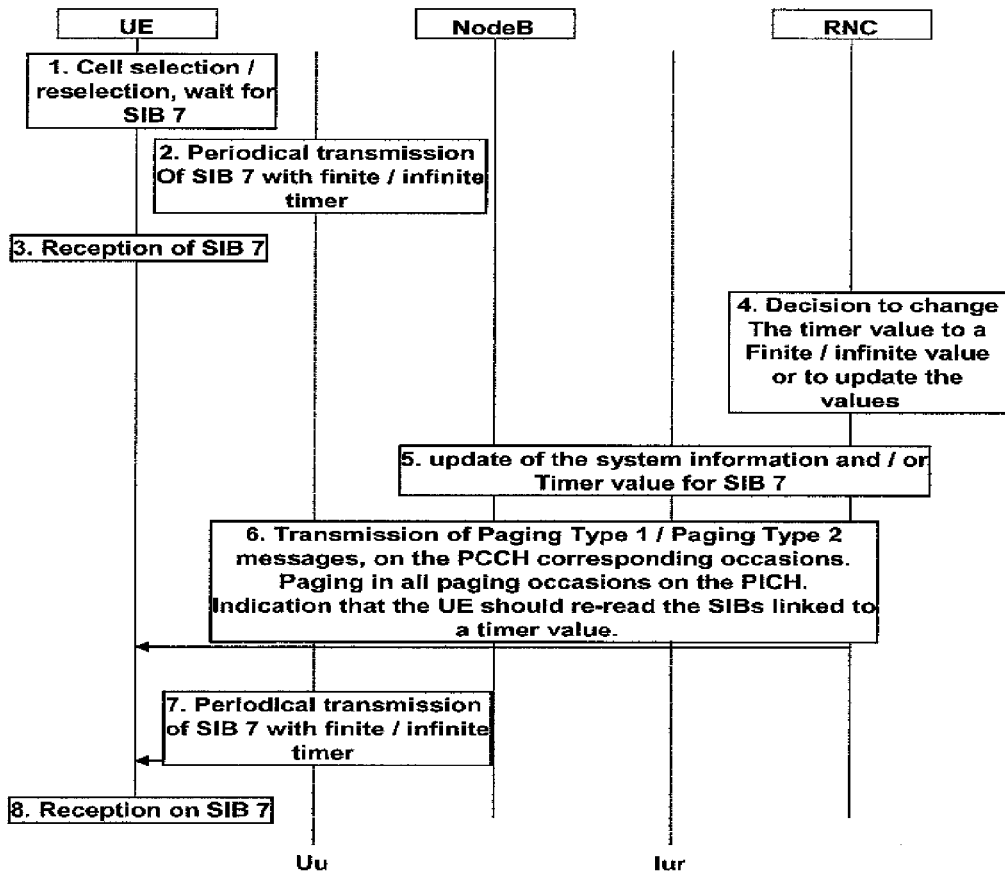 UE
NodeB
RNC
1. Cell selection /
reselection, wait for
SIB 7
2. Periodical transmission
Of SIB 7 with finite / infinite
timer
3. Reception of SIB 7
4. Decision to change
The timer value to a
Finite / infinite value
or to update the
values
5. update of the system information and / or
Timer value for SIB 7
6. Transmission of Paging Type 1 / Paging Type 2
messages, on the PCCH corresponding occasions.
Paging in all paging occasions on the PICH.
Indication that the UE should re-read the SIBs linked to
a timer value.
7. Periodical transmission
of SIB 7 with finite / infinite
timer
8. Reception on SIB 7
Uu
Iur